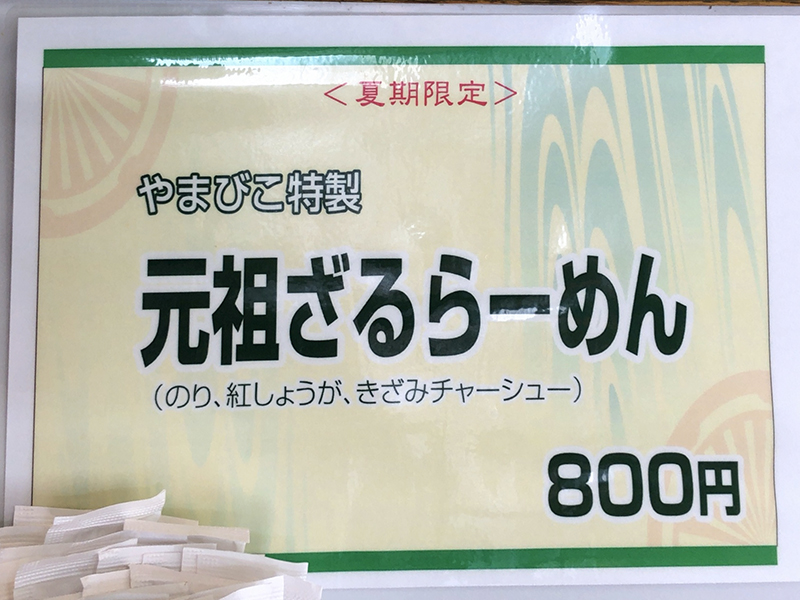 <夏期限定>
やまびこ特製
元祖ざるらーめん
(のり、紅しょうが、きざみチャーシュー)
800円